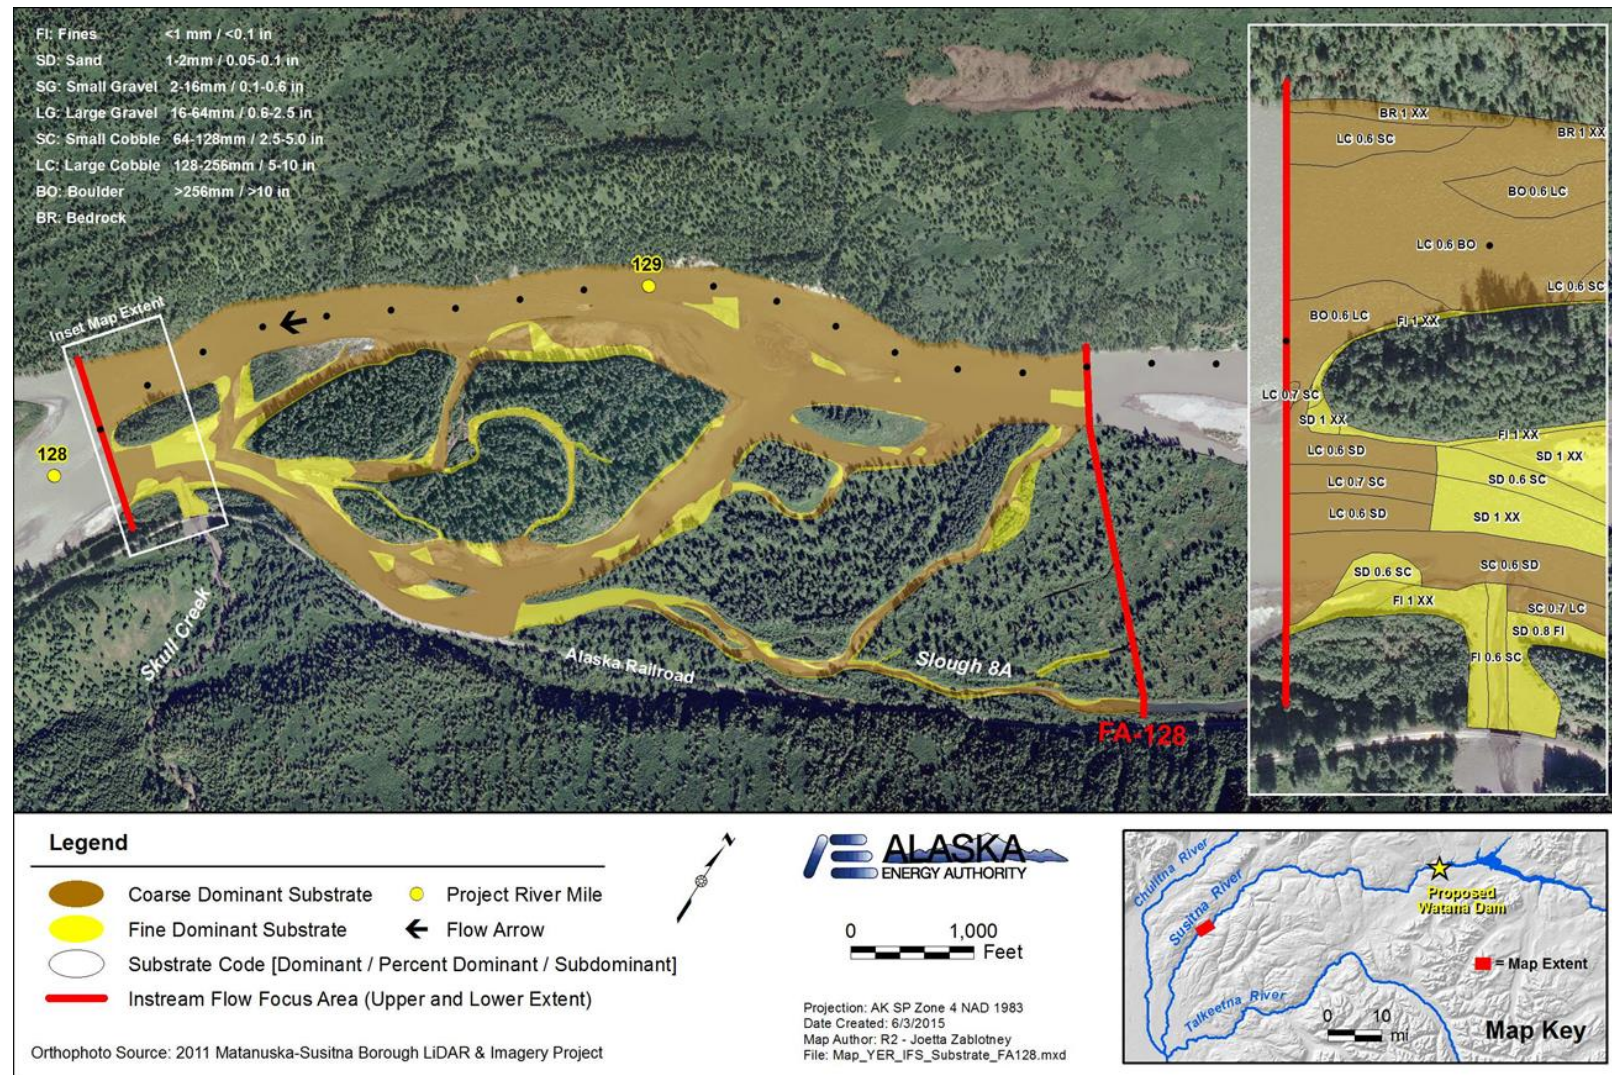 FI: Fines <1 mm / <0.1 in
SD: Sand 1-2mm / 0.05-0.1 in
SG: Small Gravel 2-16mm / 0.1-0.6 in
LG: Large Gravel 16-64mm / 0.6-2.5 in
SC: Small Cobble 64-128mm / 2.5-5.0 in
LC: Large Cobble 128-256mm / 5-10 in
BO: Boulder >256mm / >10 in
BR: Bedrock
Inset Map Extent
129
128
Skull Creek
Alaska Railroad
Slough 8A
FA-128
BR 1 XX
BR 1 XX
LC 0.6 SC
BO 0.6 LC
LC 0.6 BO
LC 0.6 SC
BO 0.6 LC
FI 1 XX
LC 0.7 SC
SD 1 XX
FI 1 XX
LC 0.6 SD
SD 1 XX
LC 0.7 SC
SD 0.6 SC
LC 0.6 SD
SD 1 XX
SC 0.6 SD
SD 0.6 SC
FI 1 XX
SC 0.7 LC
SD 0.8 FI
FI 0.6 SC
Legend
Coarse Dominant Substrate
Project River Mile
Fine Dominant Substrate
Flow Arrow
Substrate Code [Dominant / Percent Dominant / Subdominant]
Instream Flow Focus Area (Upper and Lower Extent)
Orthophoto Source: 2011 Matanuska-Susitna Borough LiDAR & Imagery Project
N
ALASKA
ENERGY AUTHORITY
0 1,000
Feet
Projection: AK SP Zone 4 NAD 1983
Date Created: 6/3/2015
Map Author: R2 - Joetta Zablotney
File: Map_YER_IFS_Substrate_FA128.mxd
Chulitna River
Susitna River
Proposed
Watana Dam
= Map Extent
Talkeetna River
0 10
mi
Map Key